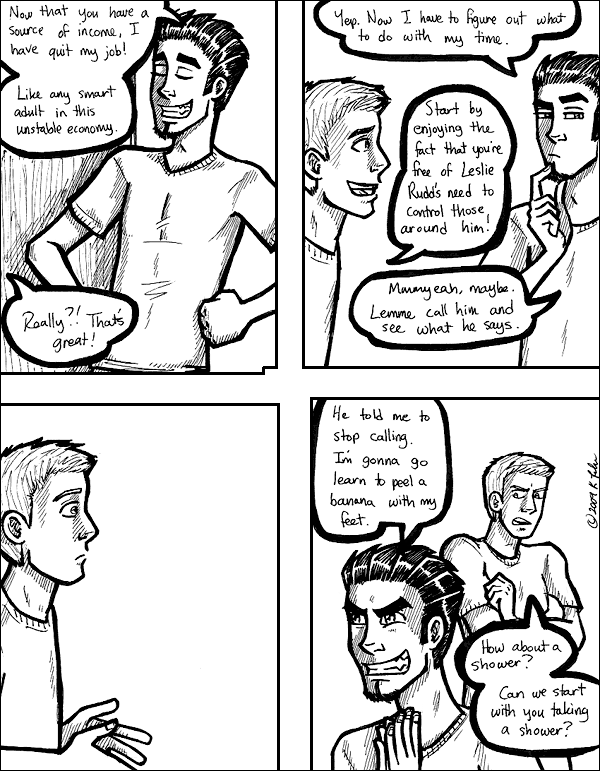 Now that you have a
source of income, I
have quit my job!
Like any smart
adult in this
unstable economy.
Really?! That's
great!
Yep. Now I have to figure out what
to do with my time.
Start by
enjoying the
fact that you're
free of Leslie
Rudd's need to
control those
around him!
Mmmyeah, maybe.
Lemme call him and
see what he says.
He told me to
stop calling.
I'm gonna go
learn to peel a
banana with my
feet.
How about a
shower?
Can we start
with you taking
a shower?
©2009 K